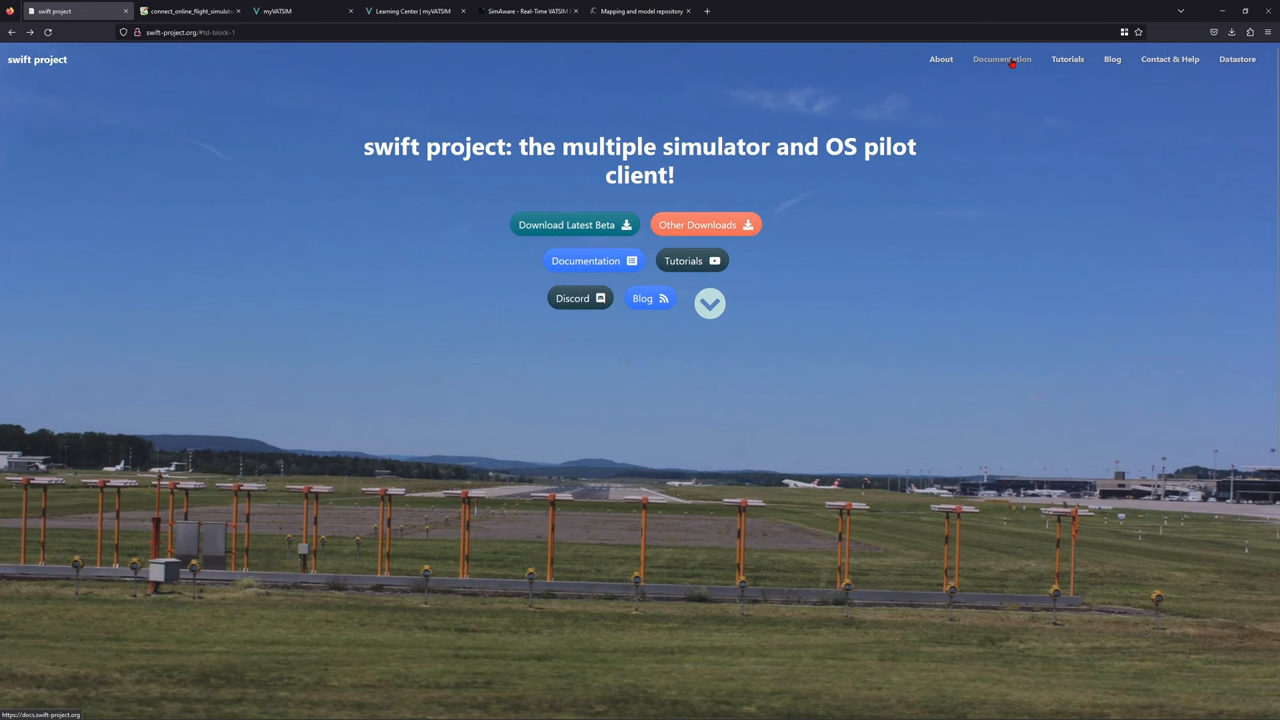 swift project
connect_online_flight_simulato
myVATSIM
Learning Center | myVATSIM
SimAware - Real-Time VATSIM
Mapping and model repository
swift-project.org/#td-block-1
swift project
About
Documentation
Tutorials
Blog
Contact & Help
Datastore
swift project: the multiple simulator and OS pilot
client!
Download Latest Beta
Other Downloads
Documentation
Tutorials
Discord
Blog
https://docs.swift-project.org